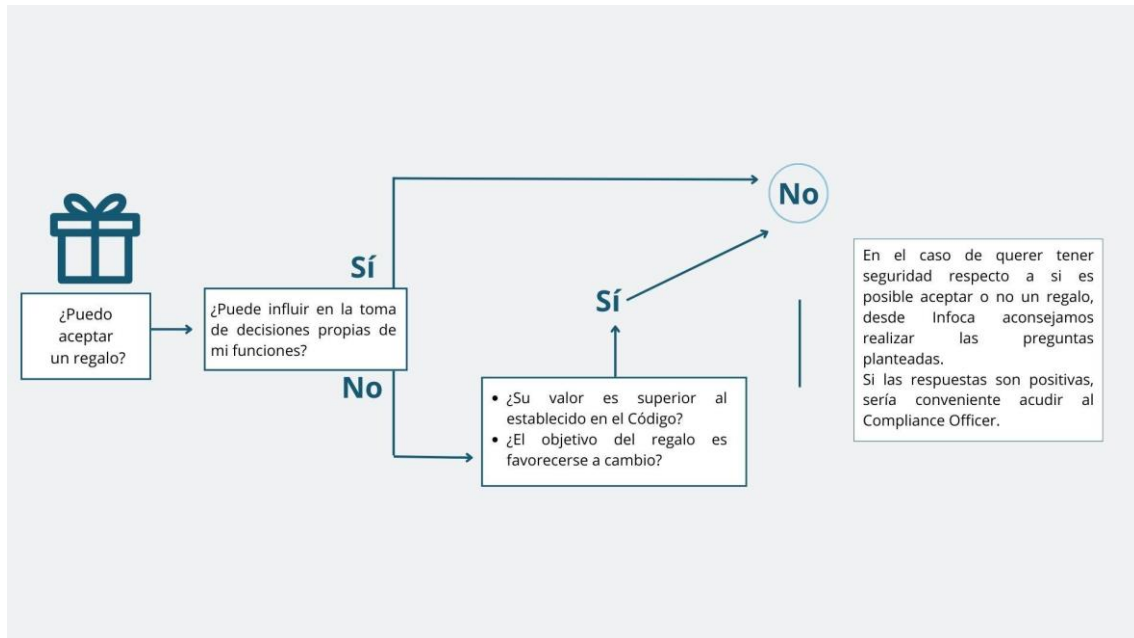 ¿Puedo
aceptar
un regalo?
Sí
¿Puede influir en la toma
de decisiones propias de
mi funciones?
No
• ¿Su valor es superior al
establecido en el Código?
• ¿El objetivo del regalo es
favorecerse a cambio?
Sí
No
En el caso de querer tener
seguridad respecto a si es
posible aceptar o no un regalo,
desde Infoca aconsejamos
realizar las preguntas
planteadas.
Si las respuestas son positivas,
sería conveniente acudir al
Compliance Officer.